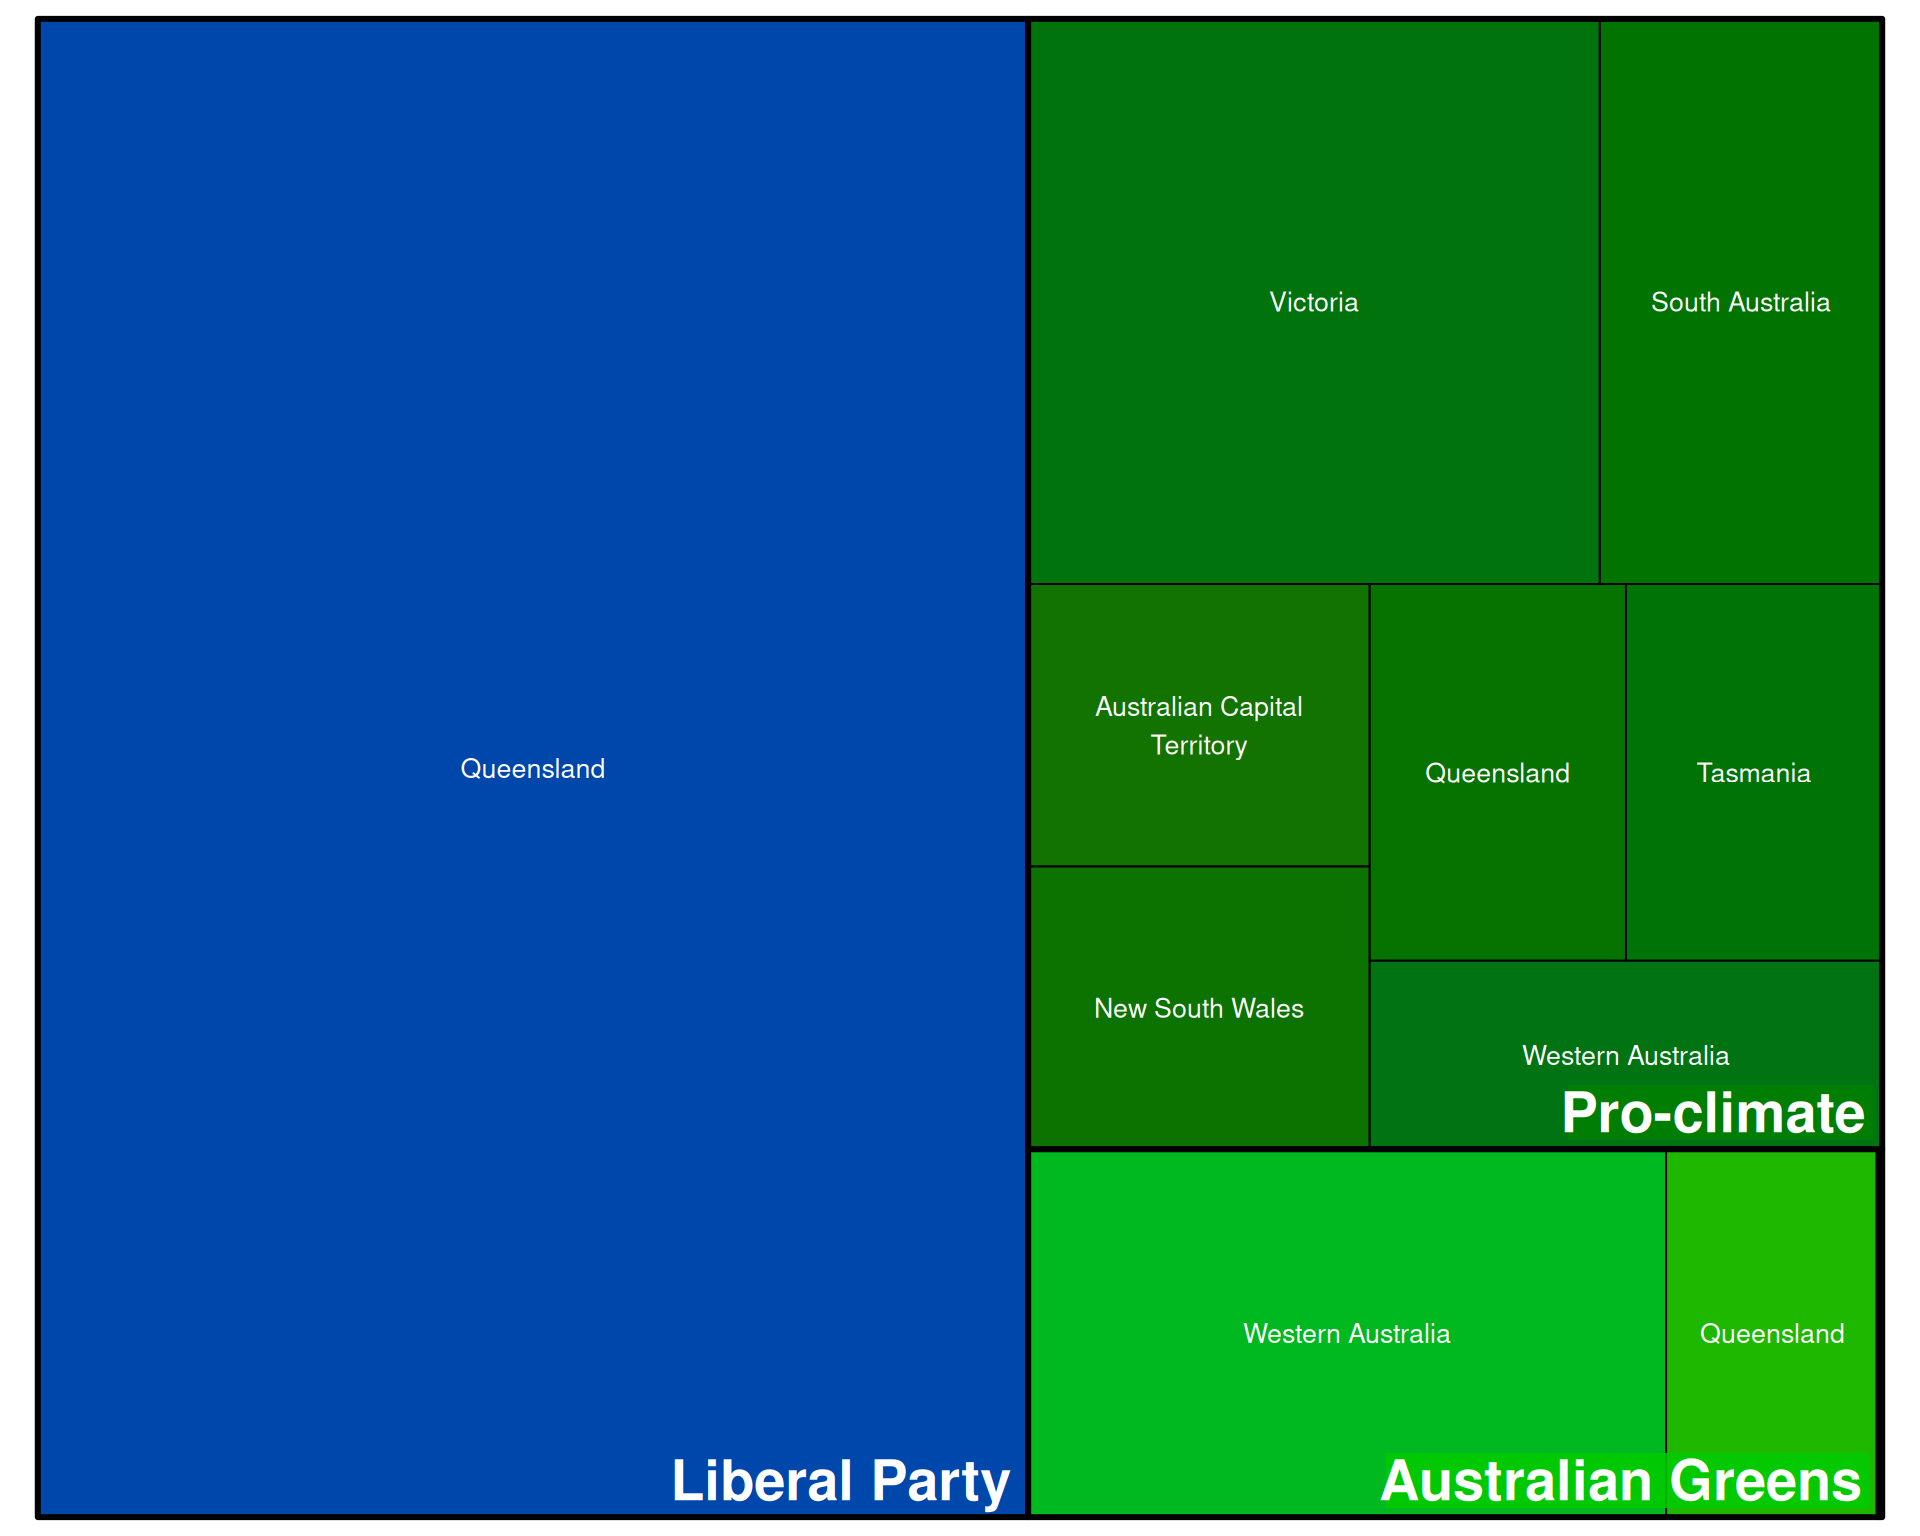 Queensland
Liberal Party
Victoria
South Australia
Australian Capital
Territory
Queensland
Tasmania
New South Wales
Western Australia
Pro-climate
Western Australia
Queensland
Australian Greens